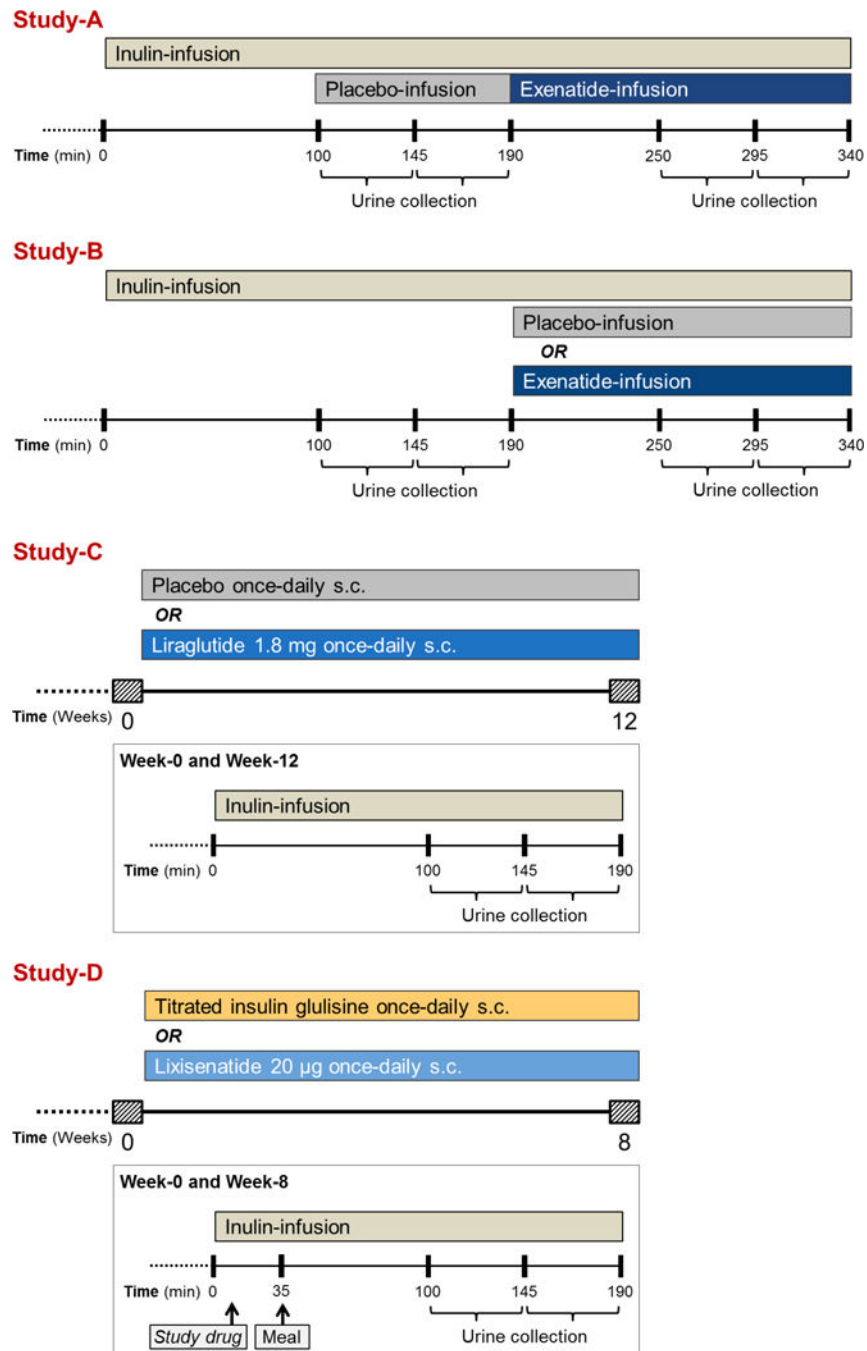 Study-A
Inulin-infusion
Placebo-infusion Exenatide-infusion
Time (min) 0 100 145 190 250 295 340
Urine collection Urine collection
Study-B
Inulin-infusion
Placebo-infusion
OR
Exenatide-infusion
Time (min) 0 100 145 190 250 295 340
Urine collection Urine collection
Study-C
Placebo once-daily s.c.
OR
Liraglutide 1.8 mg once-daily s.c.
Time (Weeks) 0 12
Week-0 and Week-12
Inulin-infusion
Time (min) 0 100 145 190
Urine collection
Study-D
Titrated insulin glulisine once-daily s.c.
OR
Lixisenatide 20 µg once-daily s.c.
Time (Weeks) 0 8
Week-0 and Week-8
Inulin-infusion
Time (min) 0 35 100 145 190
Study drug Meal Urine collection